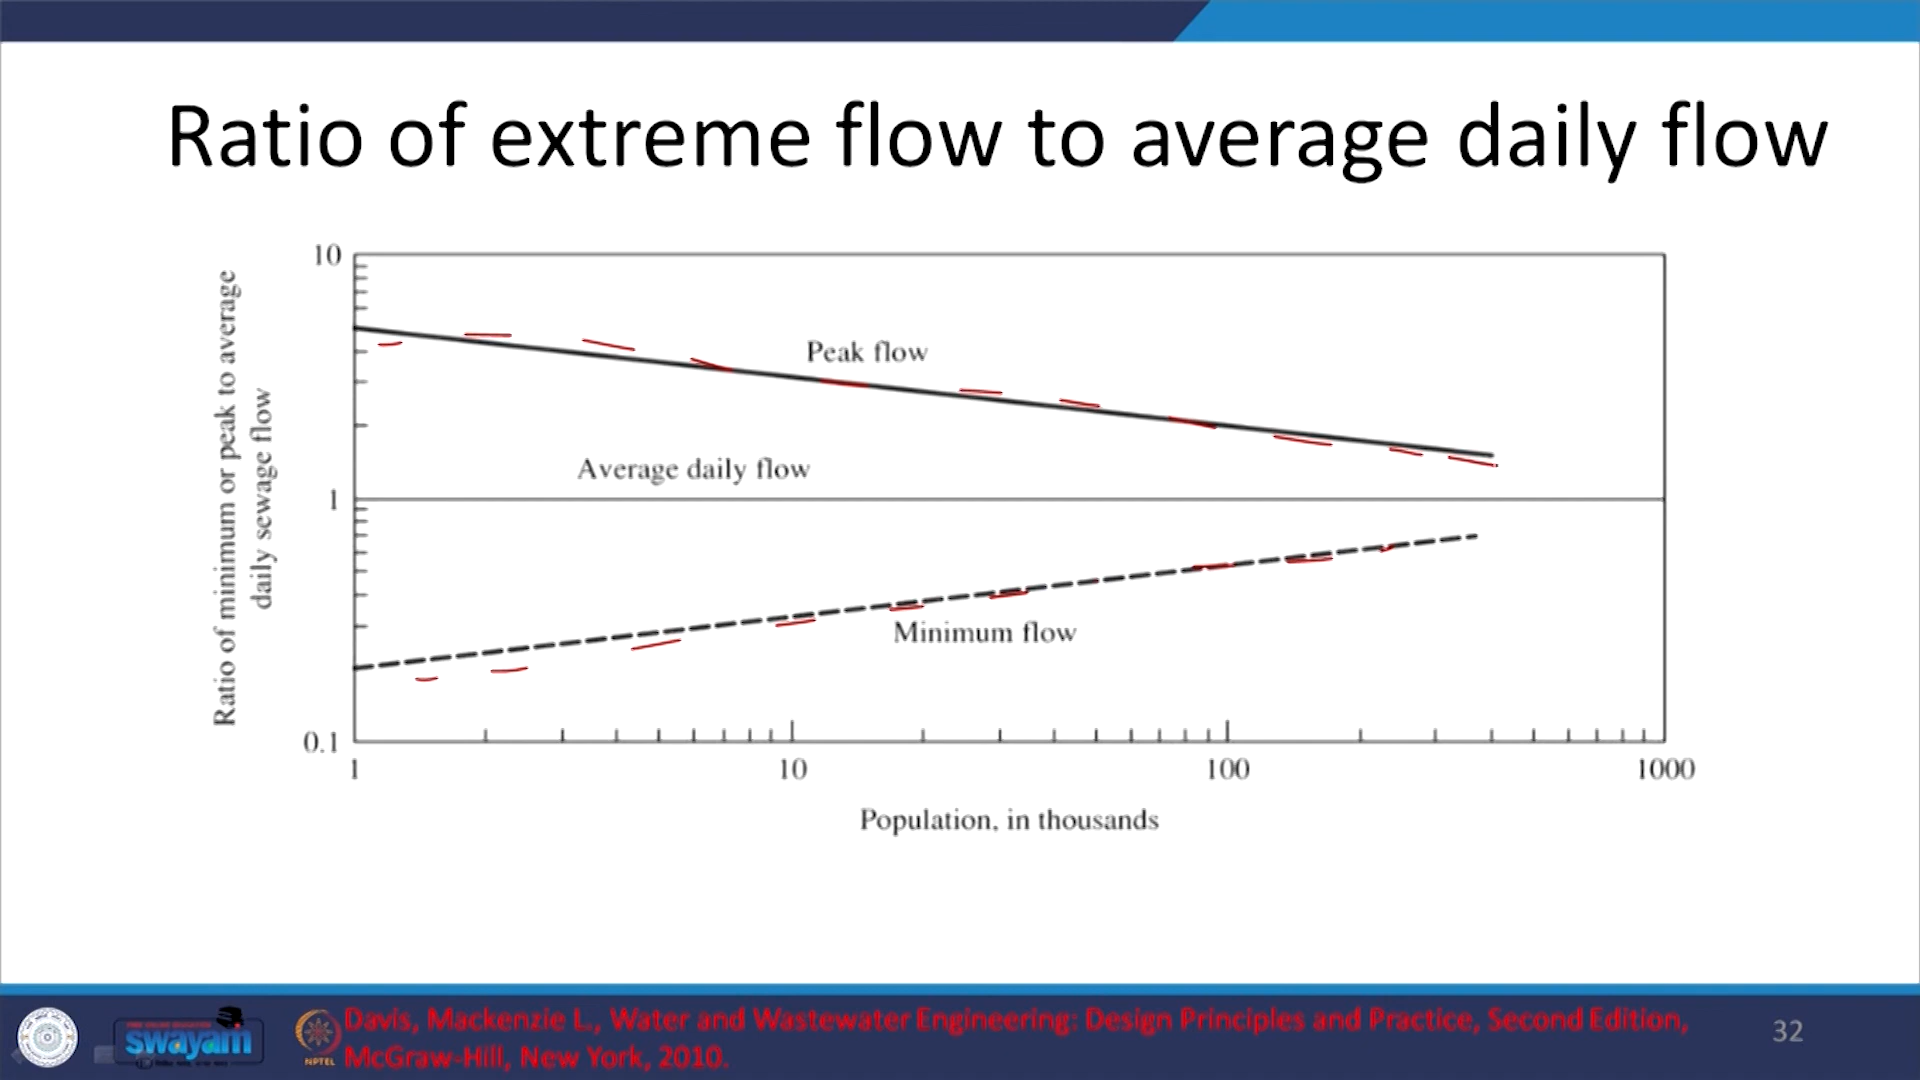 Ratio of extreme flow to average daily flow
Ratio of minimum or peak to average
daily sewage flow
10
1
0.1
Peak flow
Average daily flow
Minimum flow
1 10 100 1000
Population, in thousands
swayam
NPTEL
Davis, Mackenzie L., Water and Wastewater Engineering: Design Principles and Practice, Second Edition,
McGraw-Hill, New York, 2010.
32